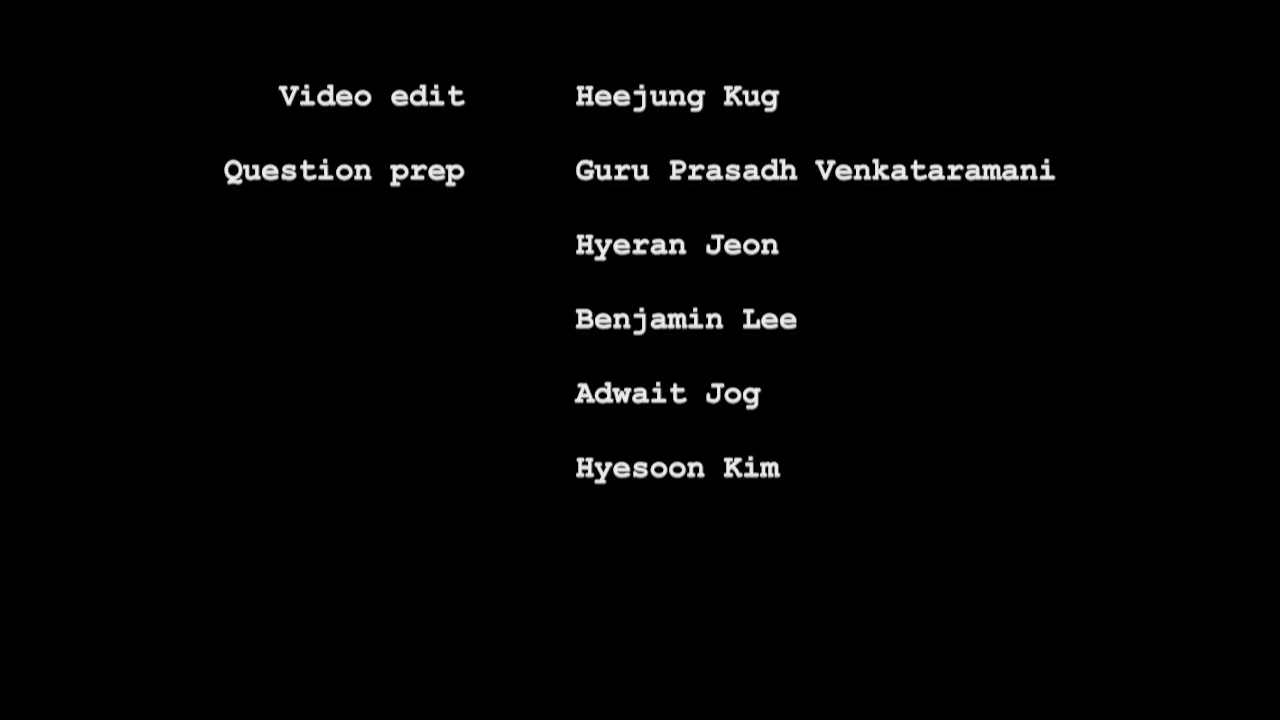 Video edit Heejung Kug
Question prep Guru Prasadh Venkataramani
Hyeran Jeon
Benjamin Lee
Adwait Jog
Hyesoon Kim